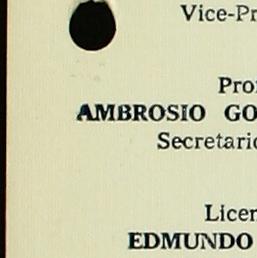 Vice-Pr
Pro
AMBROSIO GO
Secretari
Licen
EDMUNDO